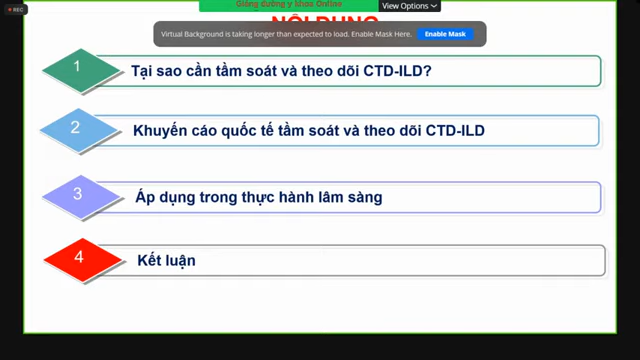 Giảng đường y khoa Online
View Options
REC
NỘI DUNG
Virtual Background is taking longer than expected to load. Enable Mask Here. Enable Mask
1 Tại sao cần tầm soát và theo dõi CTD-ILD?
2 Khuyến cáo quốc tế tầm soát và theo dõi CTD-ILD
3 Áp dụng trong thực hành lâm sàng
4 Kết luận